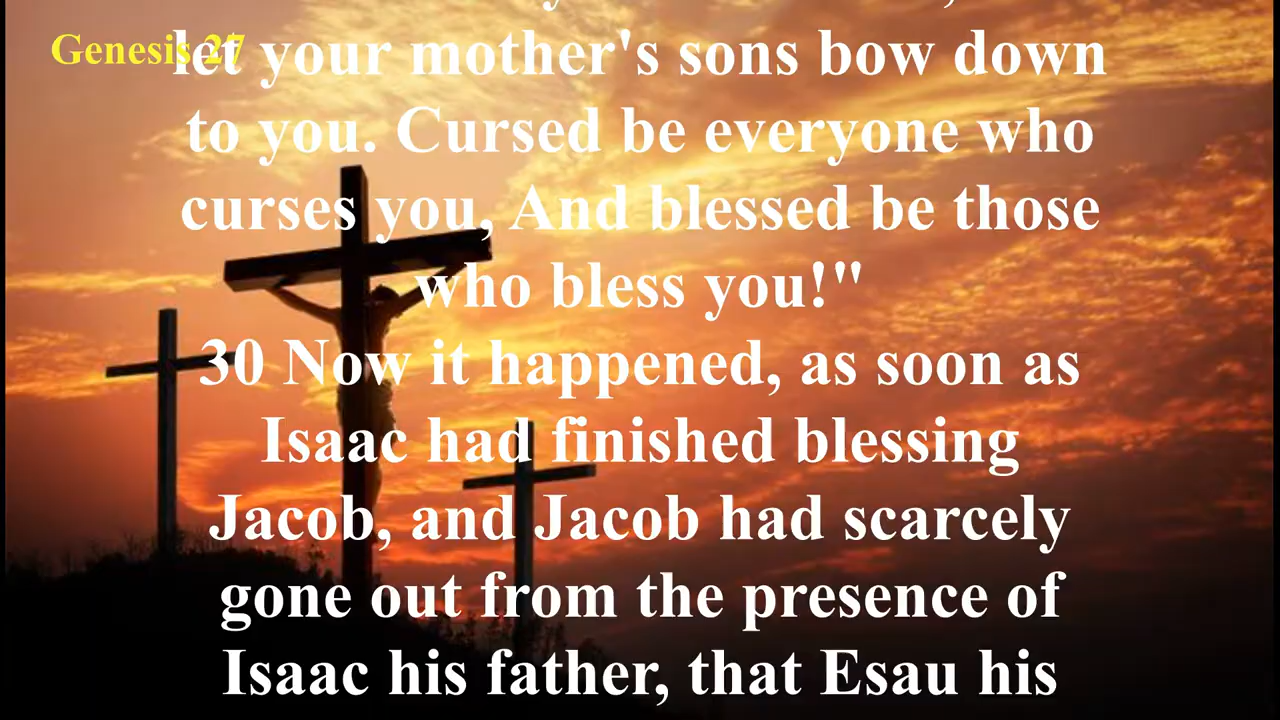 Genesis 27
let your mother's sons bow down
to you. Cursed be everyone who
curses you, And blessed be those
who bless you!"
30 Now it happened, as soon as
Isaac had finished blessing
Jacob, and Jacob had scarcely
gone out from the presence of
Isaac his father, that Esau his